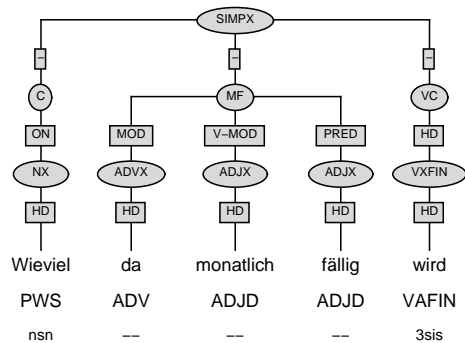 SIMPX
– – –
C MF VC
ON MOD V–MOD PRED HD
NX ADVX ADJX ADJX VXFIN
HD HD HD HD HD
Wieviel da monatlich fällig wird
PWS ADV ADJD ADJD VAFIN
nsn –– –– –– 3sis